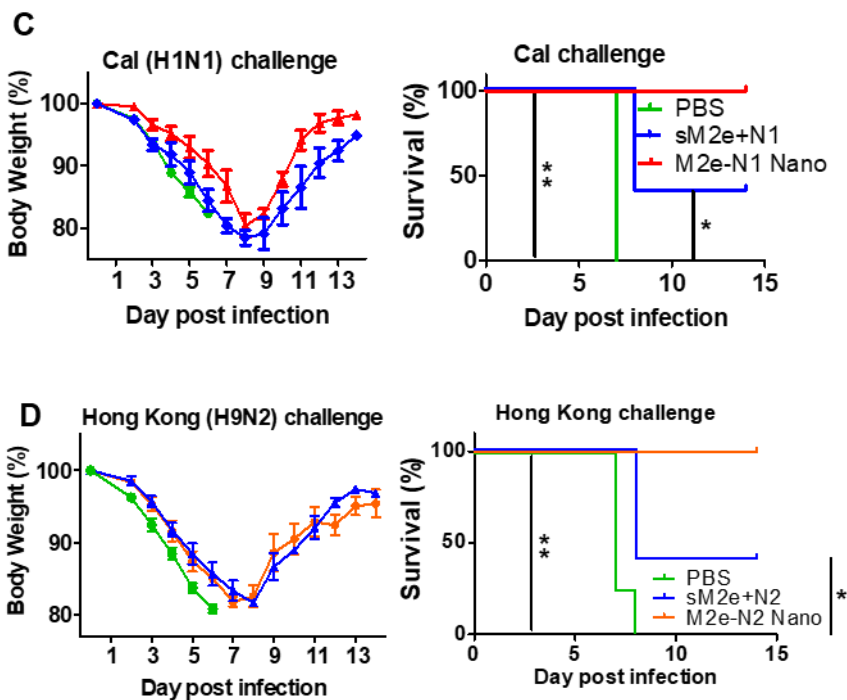 C
Cal (H1N1) challenge
Body Weight (%)
100
90
80
1 3 5 7 9 11 13
Day post infection
Cal challenge
Survival (%)
100
50
0
PBS
sM2e+N1
M2e-N1 Nano
**
*
0 5 10 15
Day post infection
D
Hong Kong (H9N2) challenge
Body Weight (%)
100
90
80
1 3 5 7 9 11 13
Day post infection
Hong Kong challenge
Survival (%)
100
50
0
**
PBS
sM2e+N2
M2e-N2 Nano
*
0 5 10 15
Day post infection